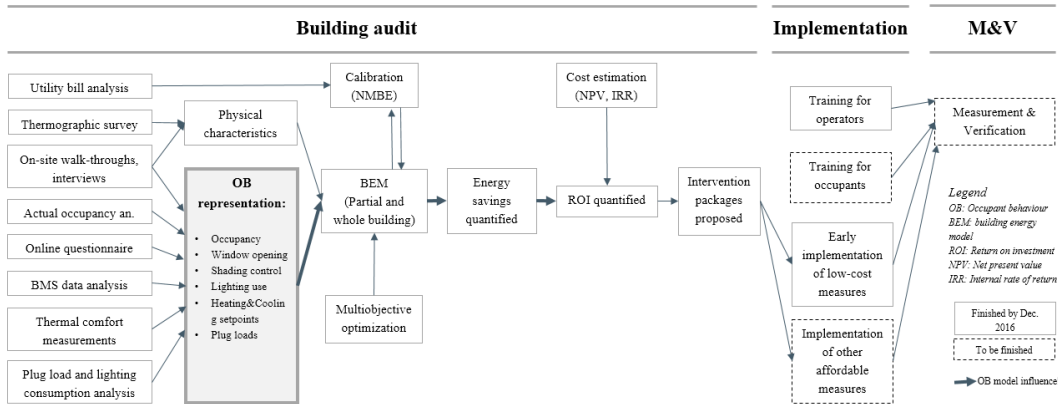 Building audit
Implementation
M&V
Utility bill analysis
Thermographic survey
On-site walk-throughs,
interviews
Actual occupancy an.
Online questionnaire
BMS data analysis
Thermal comfort
measurements
Plug load and lighting
consumption analysis
Physical
characteristics
OB
representation:
• Occupancy
• Window opening
• Shading control
• Lighting use
• Heating&Coolin
g setpoints
• Plug loads
Calibration
(NMBE)
BEM
(Partial and
whole building)
Multiobjective
optimization
Energy
savings
quantified
Cost estimation
(NPV, IRR)
ROI quantified
Intervention
packages
proposed
Training for
operators
Training for
occupants
Early
implementation
of low-cost
measures
Implementation
of other
affordable
measures
Measurement &
Verification
Legend
OB: Occupant behaviour
BEM: building energy
model
ROI: Return on investment
NPV: Net present value
IRR: Internal rate of return
Finished by Dec.
2016
To be finished
OB model influence